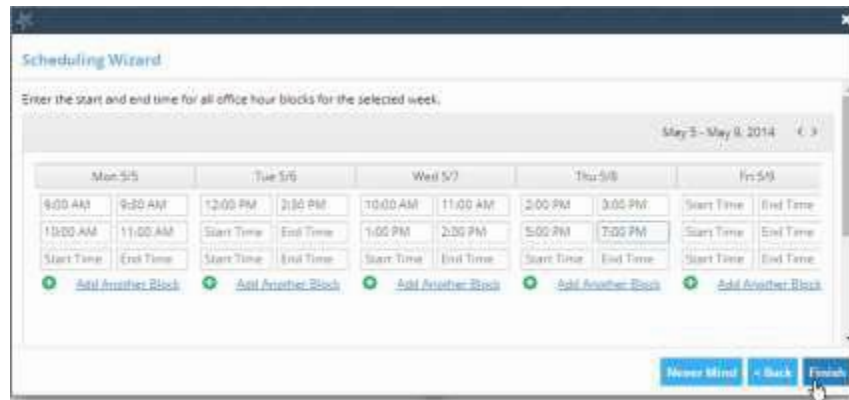 Scheduling Wizard
Enter the start and end time for all office hour blocks for the selected week.
May 5 - May 9, 2014 < >
Mon 5/5 Tue 5/6 Wed 5/7 Thu 5/8 Fri 5/9
9:00 AM 9:30 AM 12:00 PM 2:30 PM 10:00 AM 11:00 AM 2:00 PM 3:00 PM Start Time End Time
10:00 AM 11:00 AM Start Time End Time 1:00 PM 2:00 PM 5:00 PM 7:00 PM Start Time End Time
Start Time End Time Start Time End Time Start Time End Time Start Time End Time Start Time End Time
Add Another Block Add Another Block Add Another Block Add Another Block Add Another Block
Never Mind < Back Finish